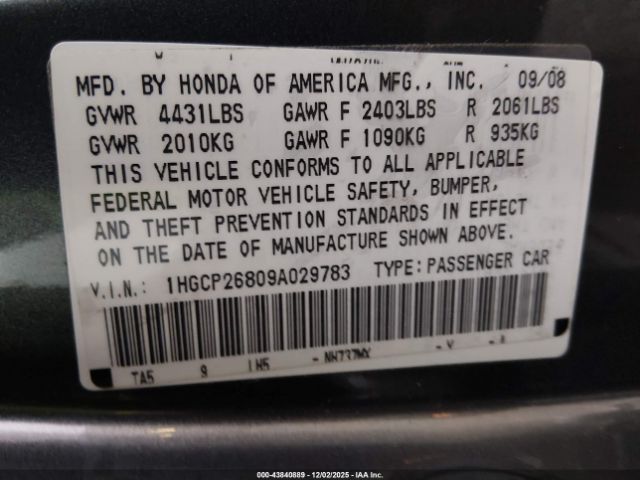 MFD. BY HONDA OF AMERICA MFG., INC. 09/08
GVWR 4431LBS GAWR F 2403LBS R 2061LBS
GVWR 2010KG GAWR F 1090KG R 935KG
THIS VEHICLE CONFORMS TO ALL APPLICABLE
FEDERAL MOTOR VEHICLE SAFETY, BUMPER,
AND THEFT PREVENTION STANDARDS IN EFFECT
ON THE DATE OF MANUFACTURE SHOWN ABOVE.
V.I.N.: 1HGCP26809A029783 TYPE:PASSENGER CAR
TA5 9 - NH737MX - Y - A
000-43840889 | 12/02/2025 | IAA Inc.